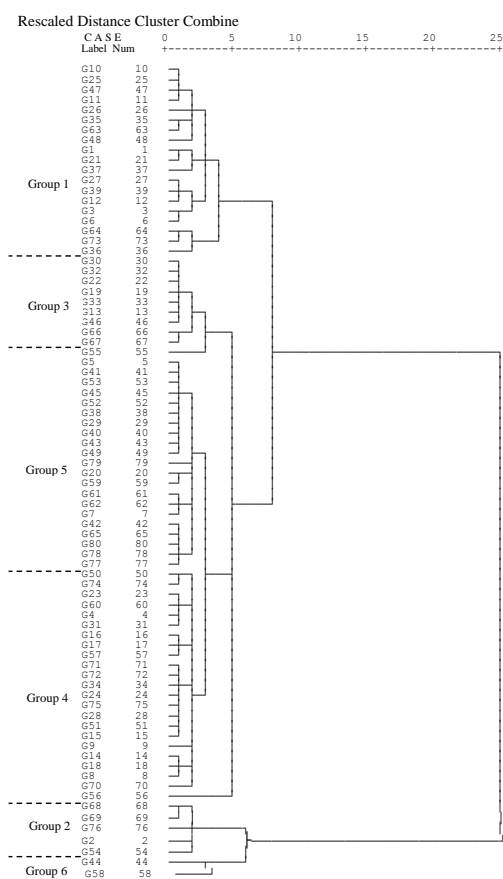 Rescaled Distance Cluster Combine
C A S E 0 5 10 15 20 25
Label Num
G10 10
G25 25
G47 47
G11 11
G26 26
G35 35
G63 63
G48 48
G1 1
G21 21
G37 37
Group 1
G27 27
G39 39
G12 12
G3 3
G6 6
G64 64
G73 73
G36 36
G30 30
G32 32
G22 22
G19 19
Group 3
G33 33
G13 13
G46 46
G66 66
G67 67
G55 55
G5 5
G41 41
G53 53
G45 45
G52 52
G38 38
G29 29
G40 40
G43 43
G49 49
G79 79
Group 5
G20 20
G59 59
G61 61
G62 62
G7 7
G42 42
G65 65
G80 80
G78 78
G77 77
G50 50
G74 74
G23 23
G60 60
G4 4
G31 31
G16 16
G17 17
G57 57
G71 71
G72 72
G34 34
Group 4
G24 24
G75 75
G28 28
G51 51
G15 15
G9 9
G14 14
G18 18
G8 8
G70 70
G56 56
G68 68
G69 69
Group 2
G76 76
G2 2
G54 54
G44 44
Group 6
G58 58